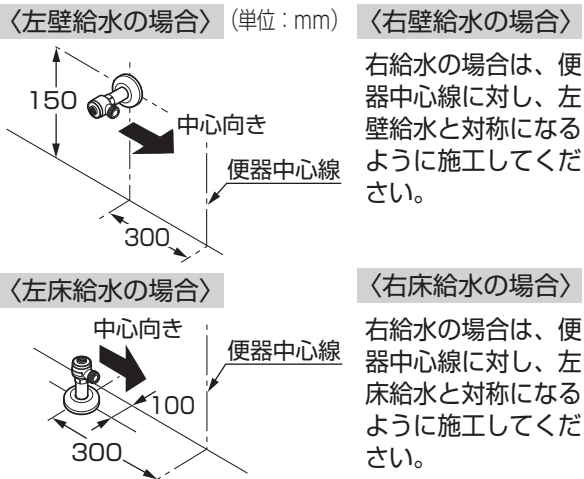 〈左壁給水の場合〉（単位：mm）
150
中心向き
便器中心線
300
〈右壁給水の場合〉
右給水の場合は、便
器中心線に対し、左
壁給水と対称になる
ように施工してくだ
さい。
〈左床給水の場合〉
中心向き
便器中心線
100
300
〈右床給水の場合〉
右給水の場合は、便
器中心線に対し、左
床給水と対称になる
ように施工してくだ
さい。